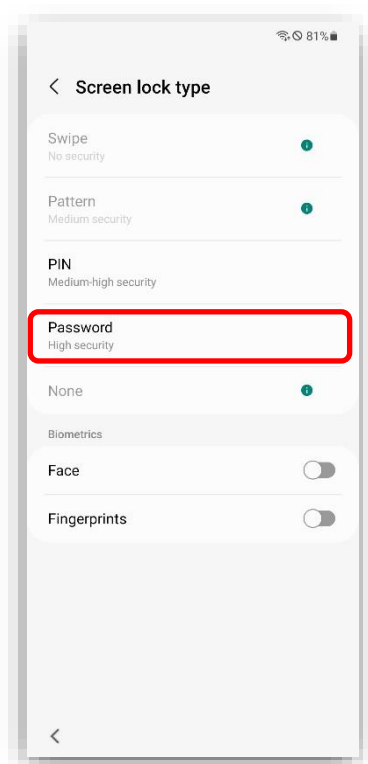 81%
Screen lock type
Swipe
No security
Pattern
Medium security
PIN
Medium-high security
Password
High security
None
Biometrics
Face
Fingerprints